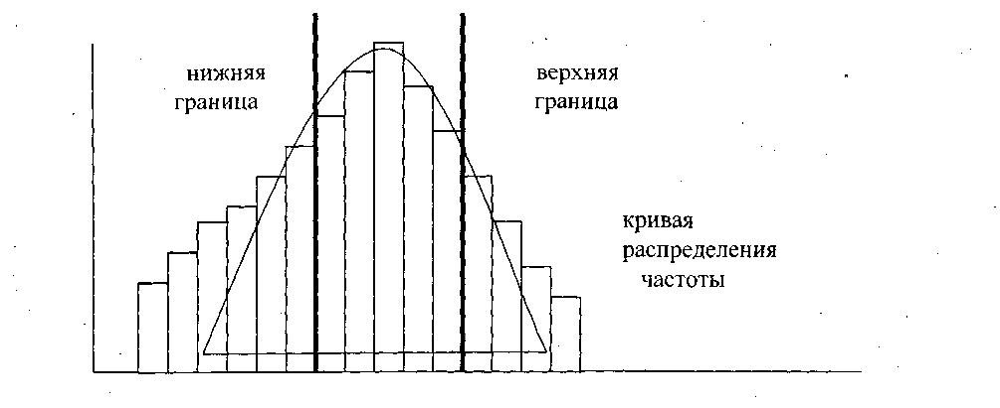 нижняя
граница
верхняя
граница
кривая
распределения
частоты